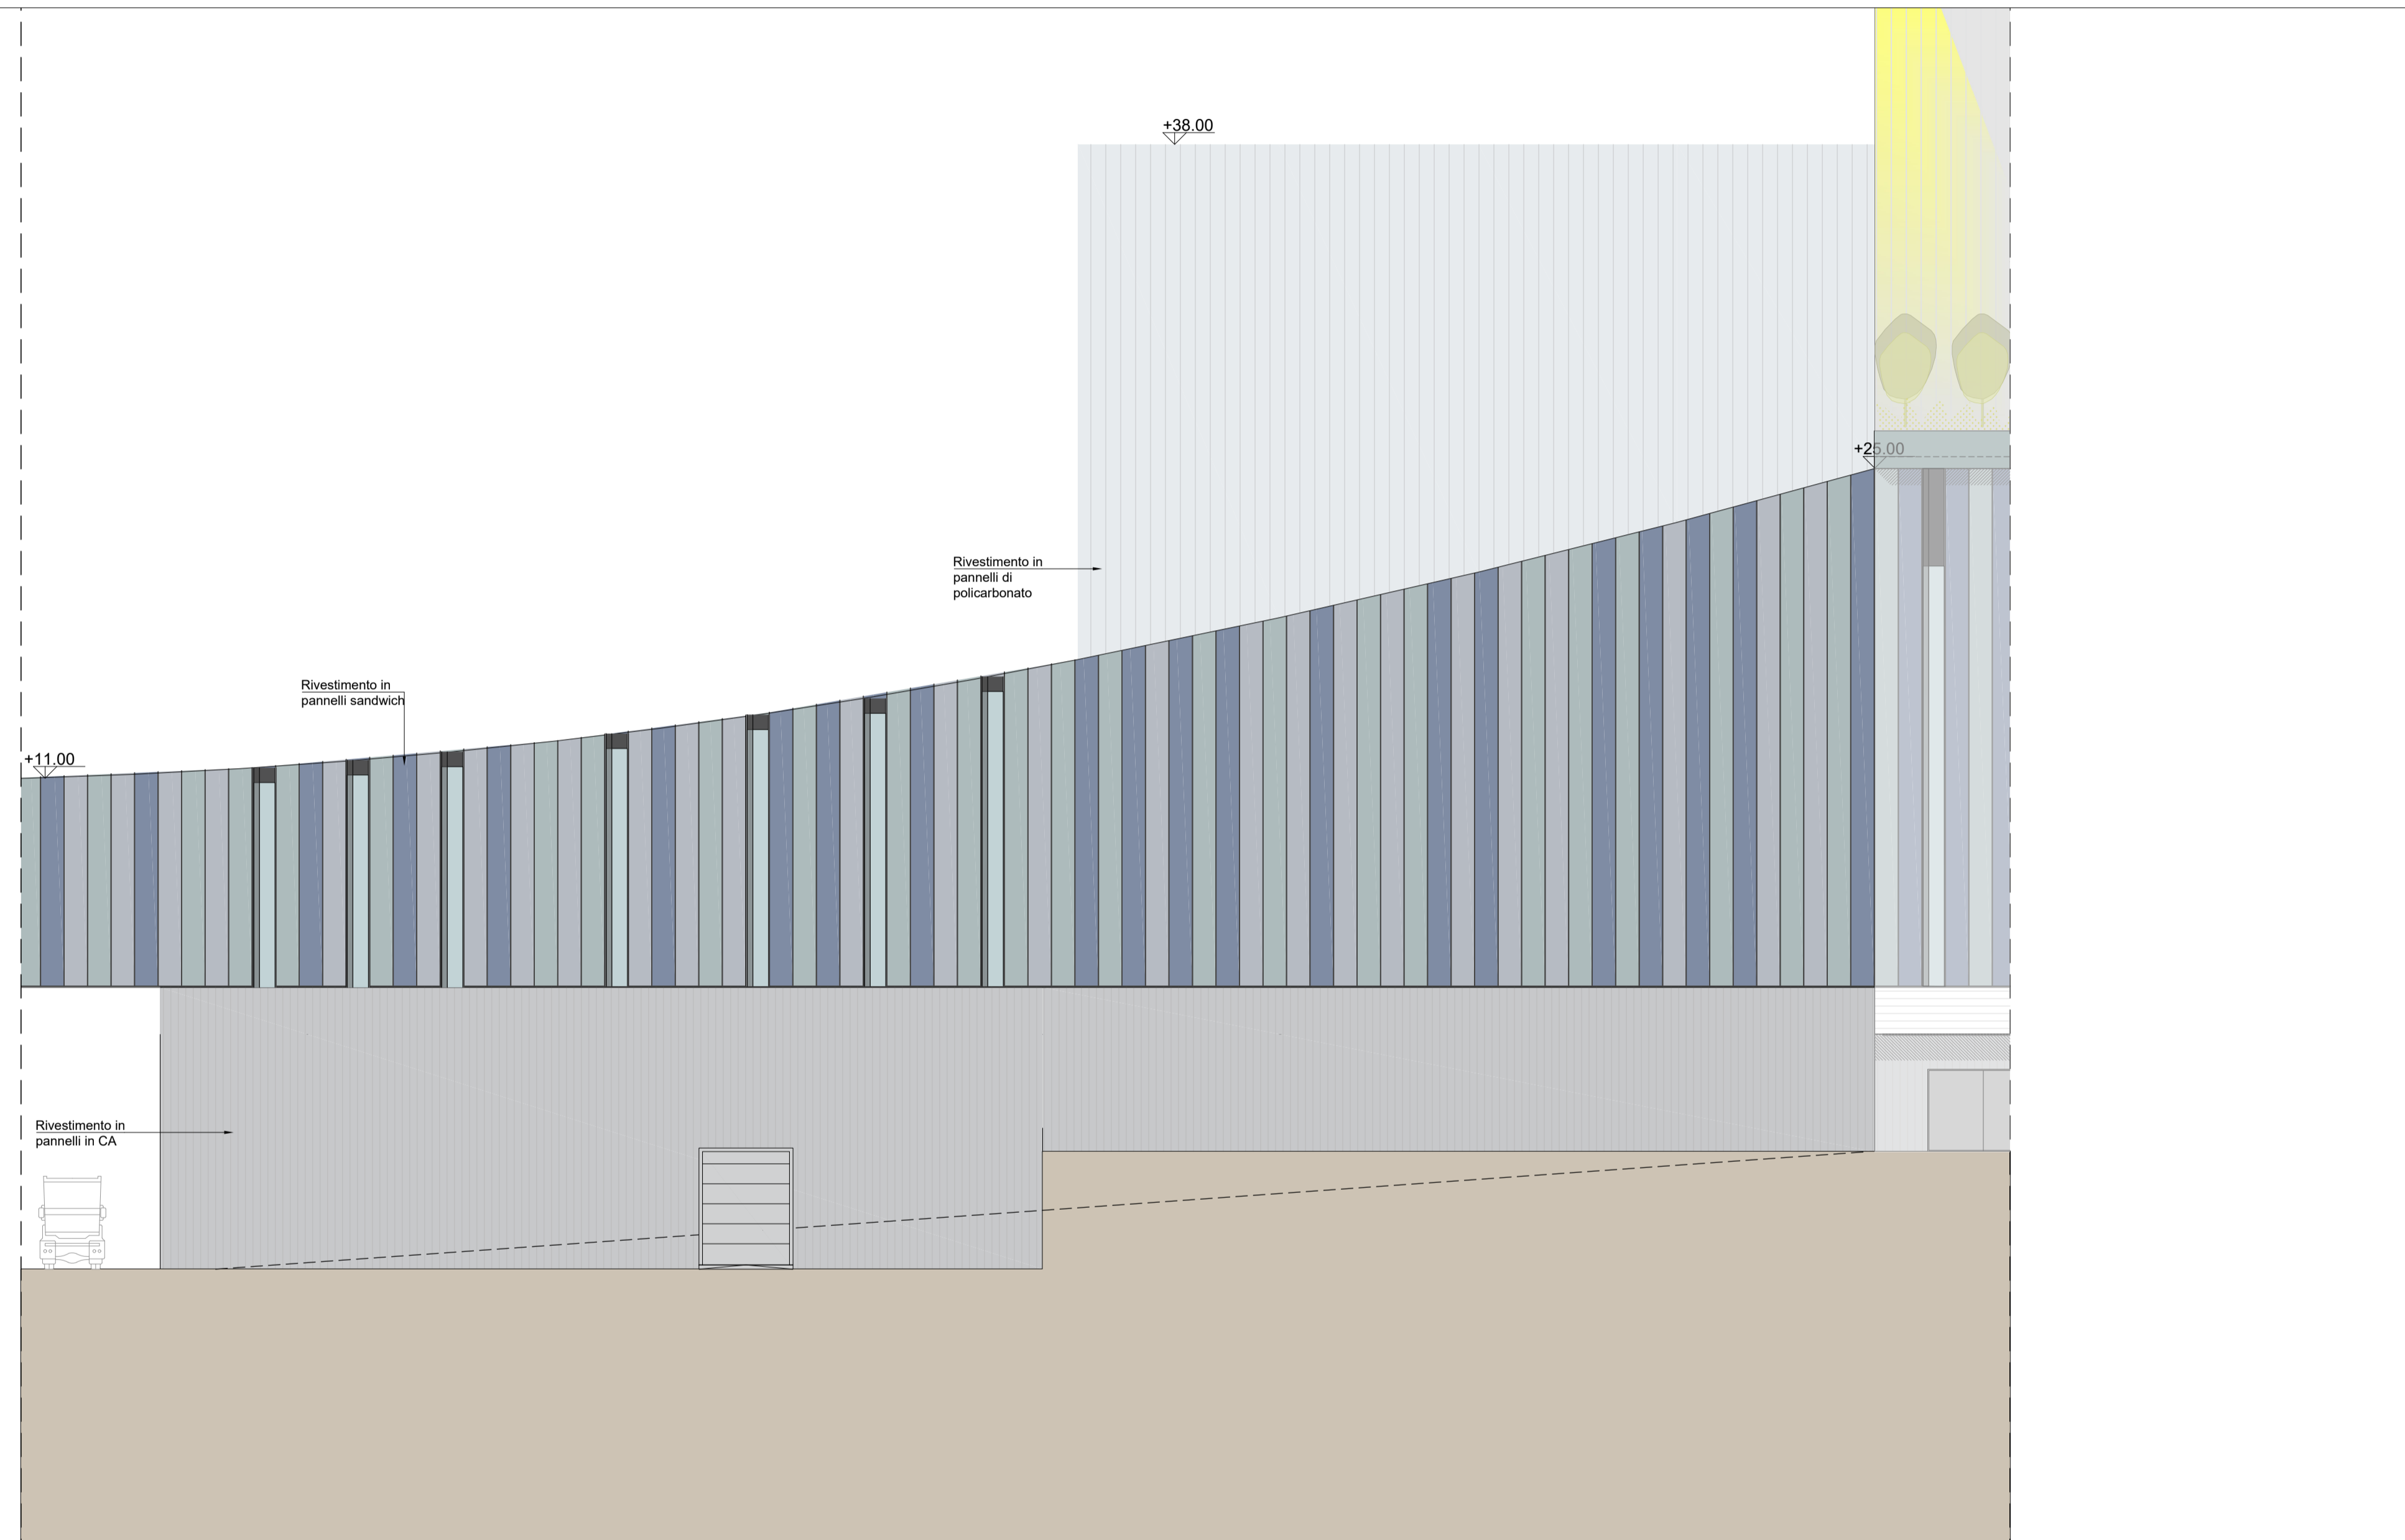 +38.00
+25.00
Rivestimento in
pannelli di
policarbonato
Rivestimento in
pannelli sandwich
+11.00
Rivestimento in
pannelli in CA